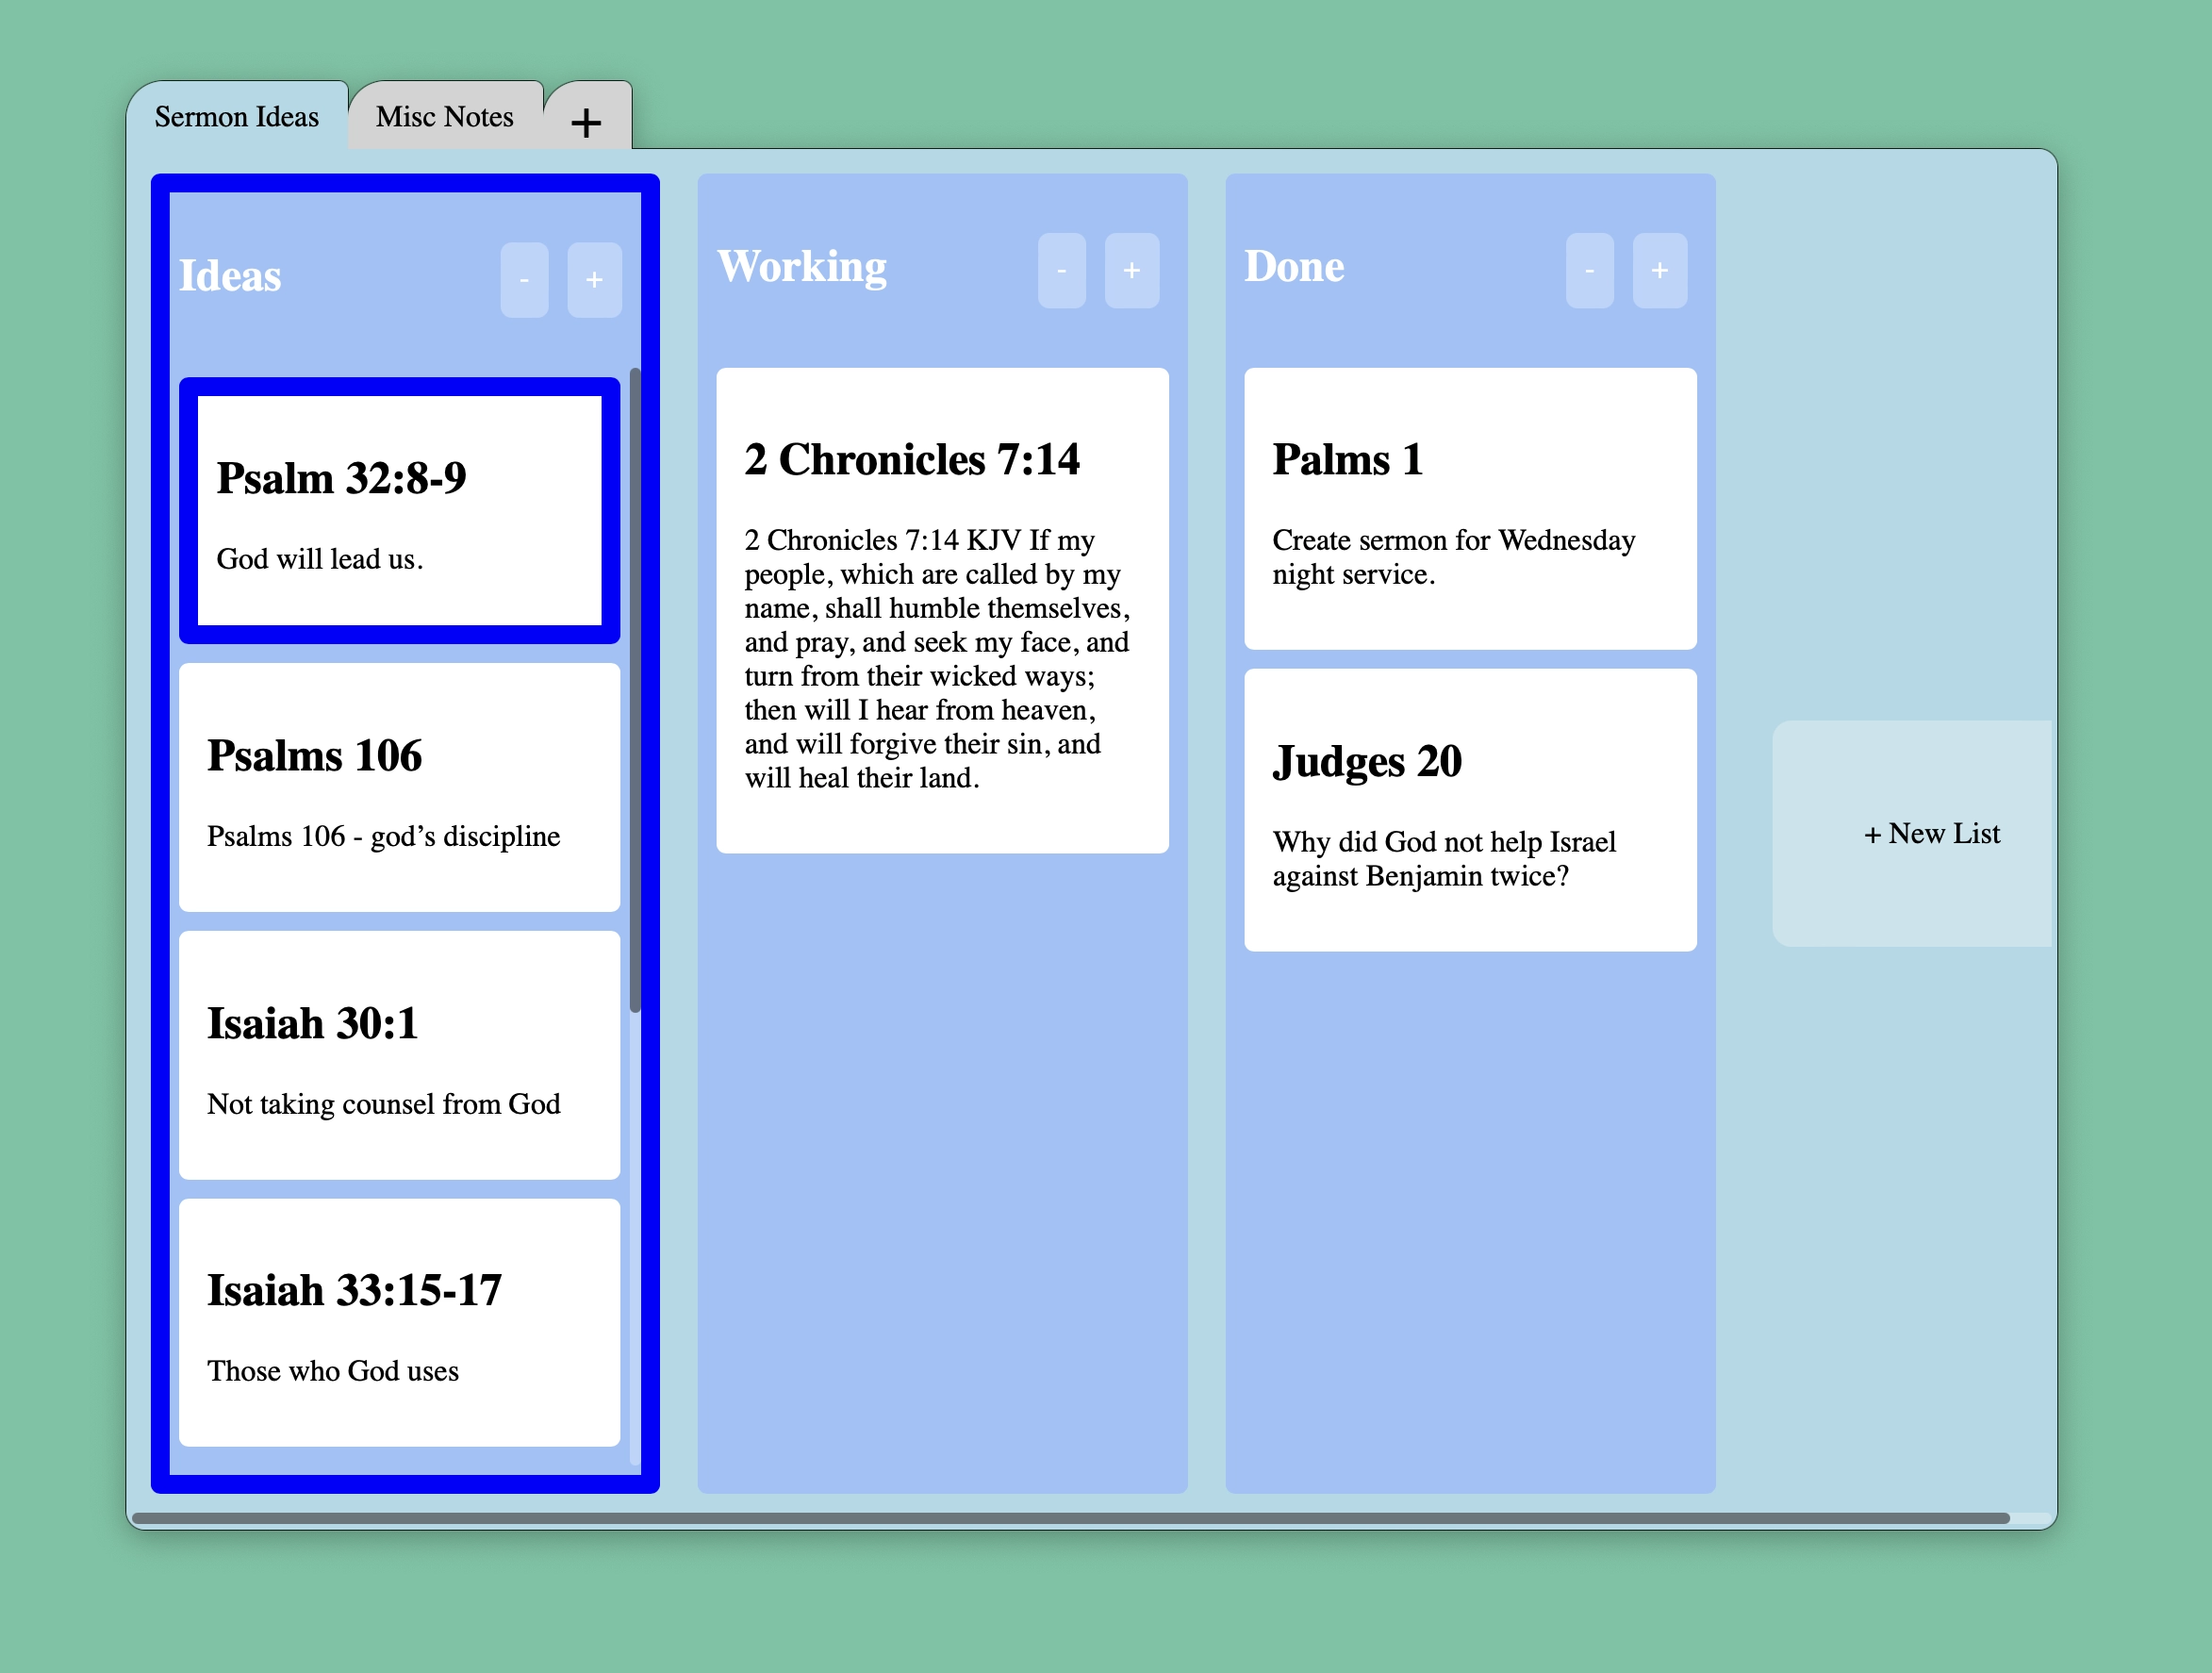 Sermon Ideas
Misc Notes
+
Ideas
- +
Psalm 32:8-9
God will lead us.
Psalms 106
Psalms 106 - god’s discipline
Isaiah 30:1
Not taking counsel from God
Isaiah 33:15-17
Those who God uses
Working
- +
2 Chronicles 7:14
2 Chronicles 7:14 KJV If my
people, which are called by my
name, shall humble themselves,
and pray, and seek my face, and
turn from their wicked ways;
then will I hear from heaven,
and will forgive their sin, and
will heal their land.
Done
- +
Palms 1
Create sermon for Wednesday
night service.
Judges 20
Why did God not help Israel
against Benjamin twice?
+ New List